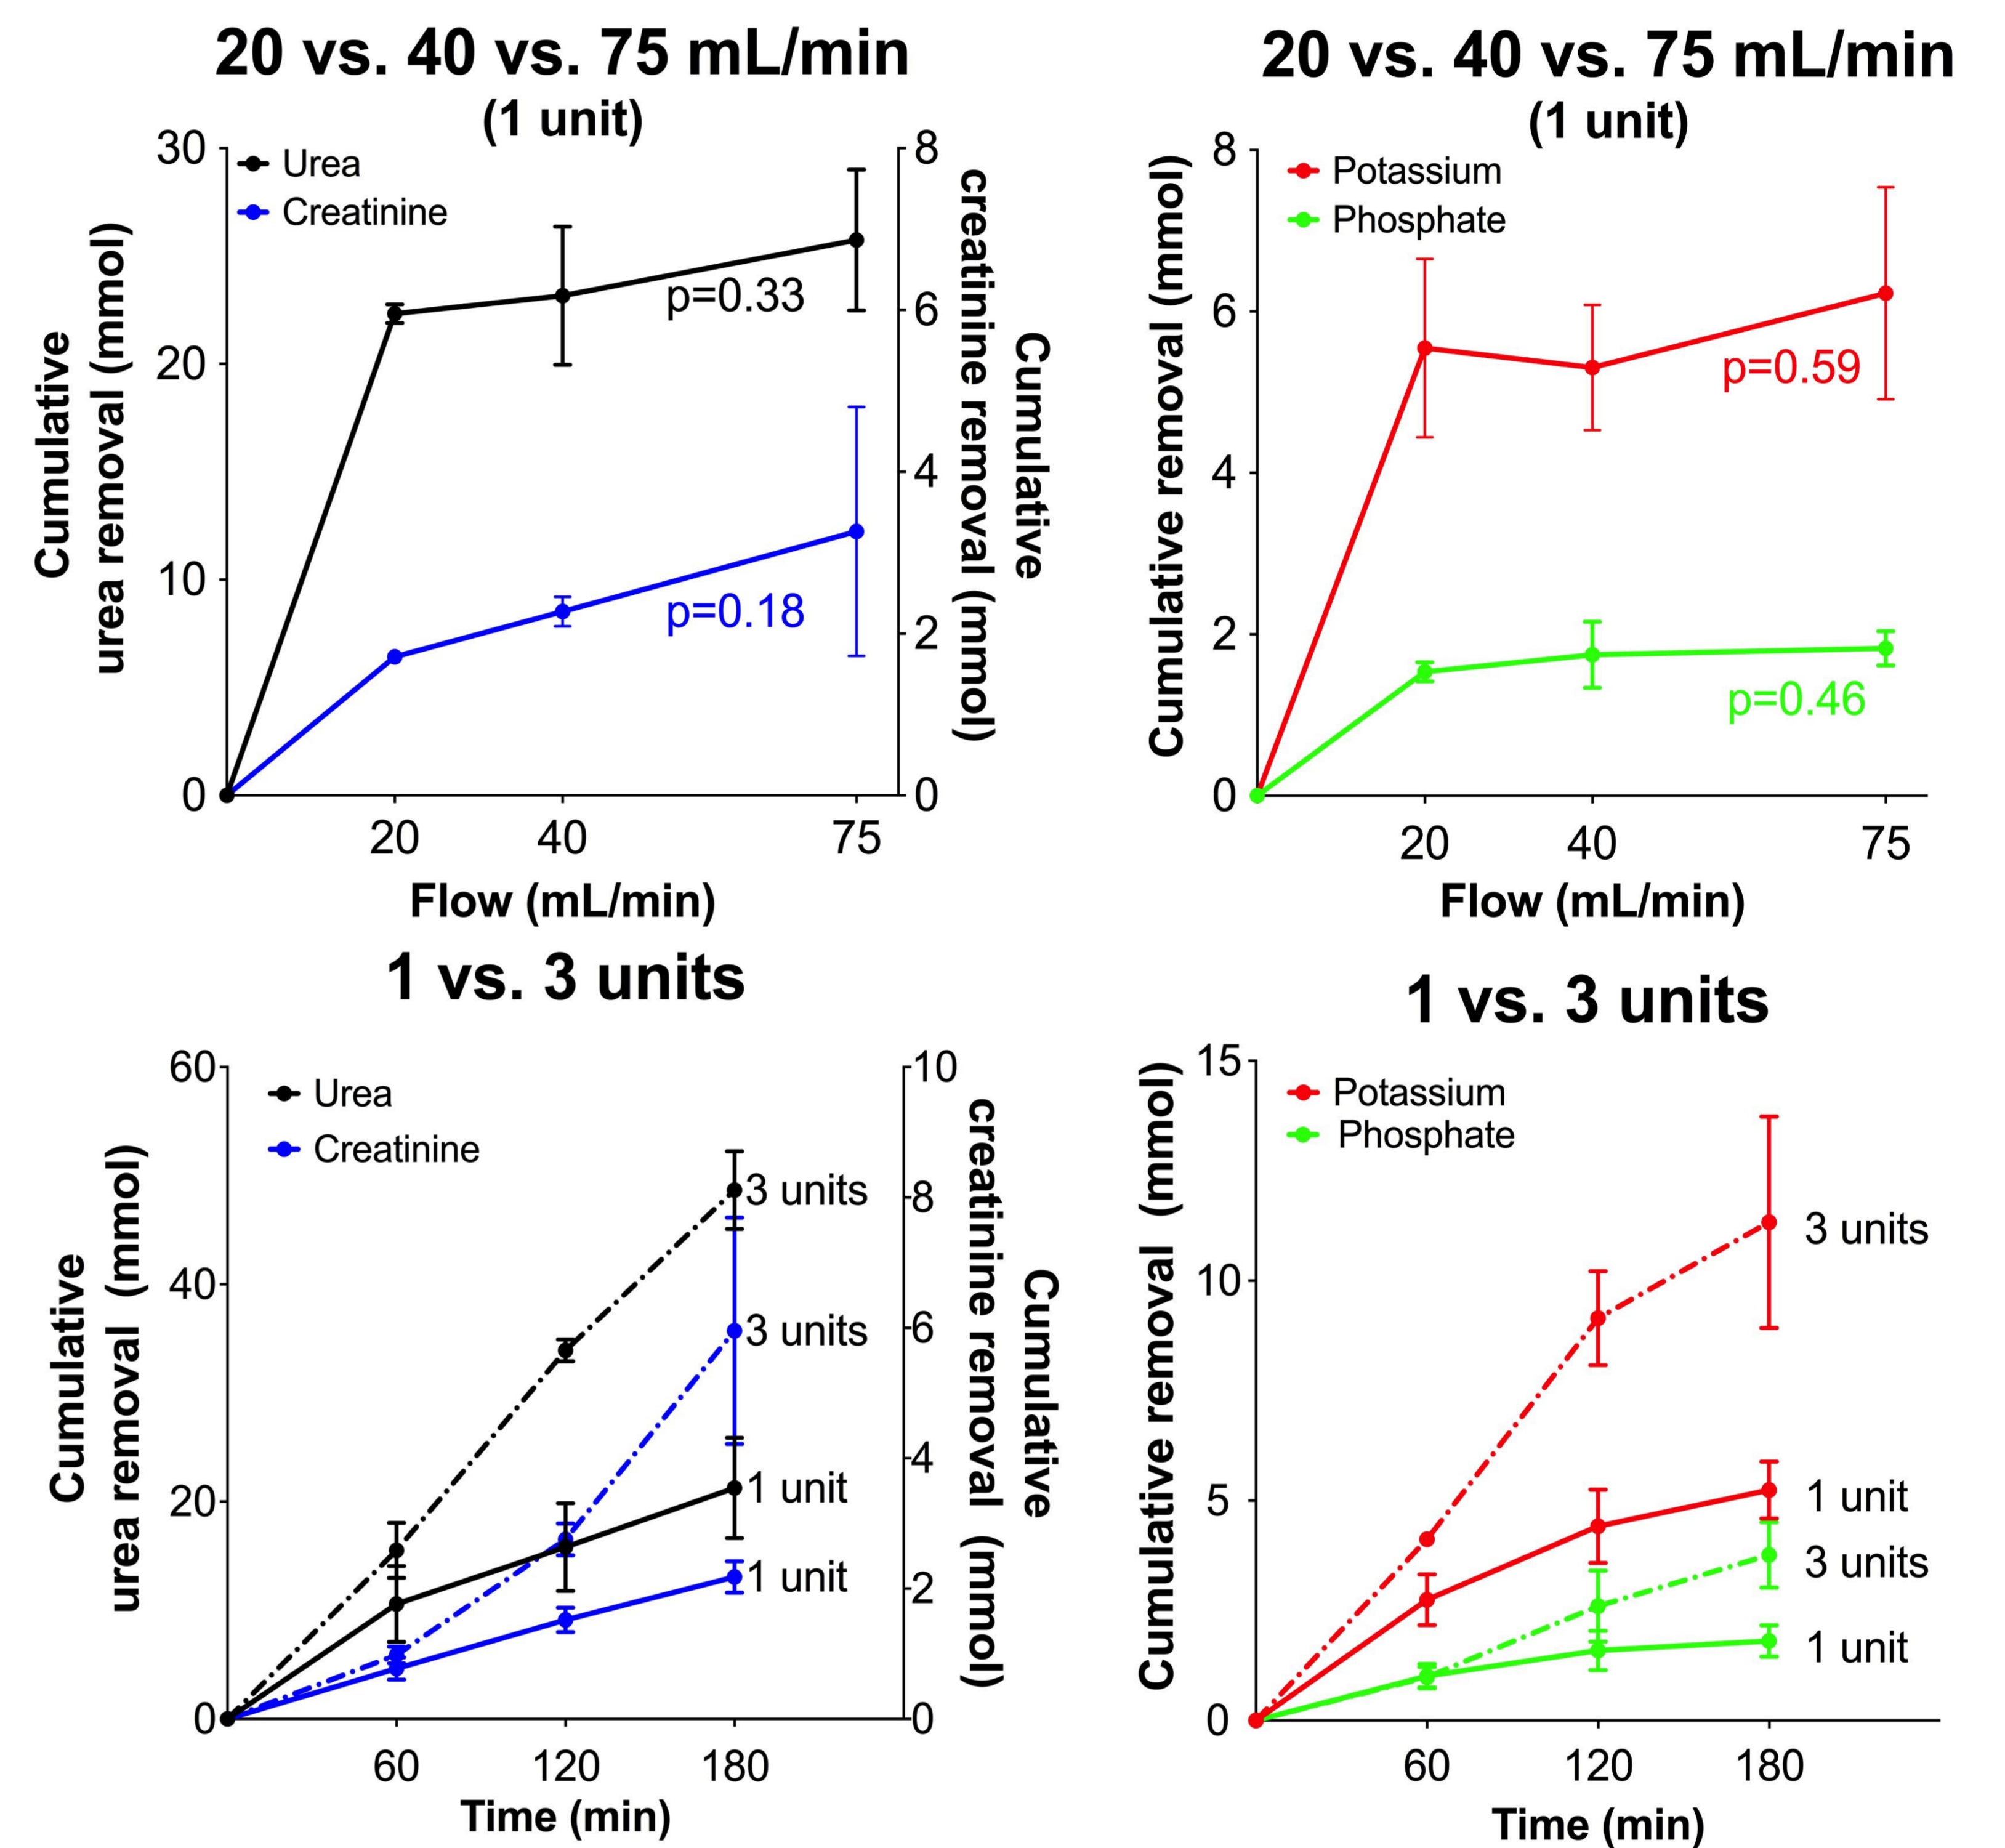 20 vs. 40 vs. 75 mL/min
(1 unit)
Urea
Creatinine
30
20
10
0
8
6
4
2
0
Cumulative
urea removal (mmol)
Cumulative
creatinine removal (mmol)
p=0.33
p=0.18
20
40
75
Flow (mL/min)
20 vs. 40 vs. 75 mL/min
(1 unit)
Potassium
Phosphate
8
6
4
2
0
Cumulative removal (mmol)
p=0.59
p=0.46
20
40
75
Flow (mL/min)
1 vs. 3 units
Urea
Creatinine
60
40
20
0
10
8
6
4
2
0
Cumulative
urea removal (mmol)
Cumulative
creatinine removal (mmol)
3 units
3 units
1 unit
1 unit
60
120
180
Time (min)
1 vs. 3 units
Potassium
Phosphate
15
10
5
0
Cumulative removal (mmol)
3 units
1 unit
3 units
1 unit
60
120
180
Time (min)